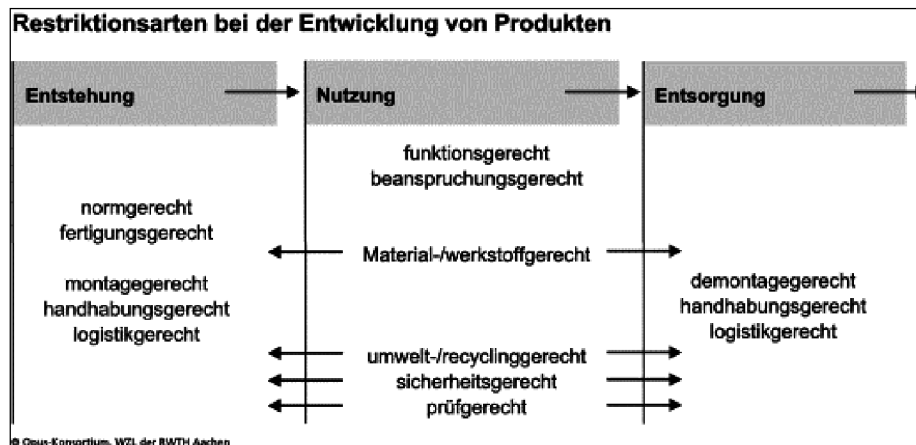 Restriktionsarten bei der Entwicklung von Produkten
Entstehung
Nutzung
Entsorgung
funktionsgerecht
beanspruchungsgerecht
normgerecht
fertigungsgerecht
Material-/werkstoffgerecht
montagegerecht
handhabungsgerecht
logistikgerecht
demontagegerecht
handhabungsgerecht
logistikgerecht
umwelt-/recyclinggerecht
sicherheitsgerecht
prüfgerecht
© Opus-Konsortium, WZL der RWTH Aachen